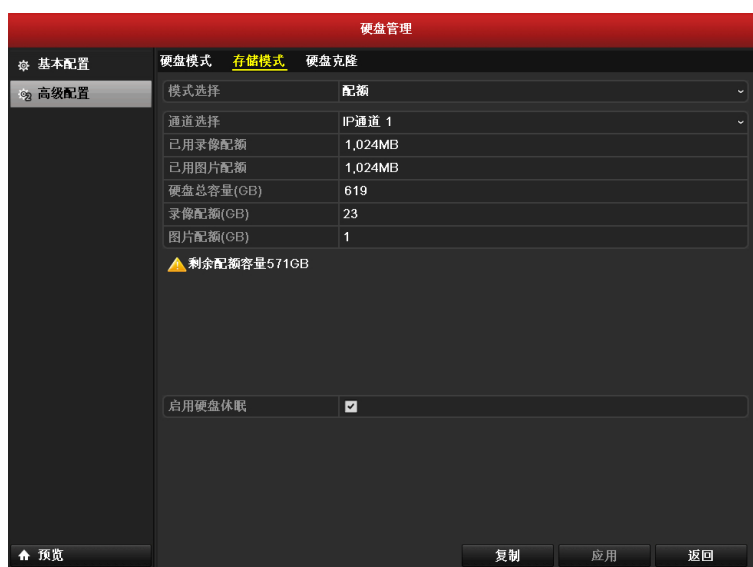 硬盘管理
基本配置
高级配置
硬盘模式 存储模式 硬盘克隆
模式选择 配额
通道选择 IP通道 1
已用录像配额 1,024MB
已用图片配额 1,024MB
硬盘总容量(GB) 619
录像配额(GB) 23
图片配额(GB) 1
剩余配额容量571GB
启用硬盘休眠
预览
复制 应用 返回